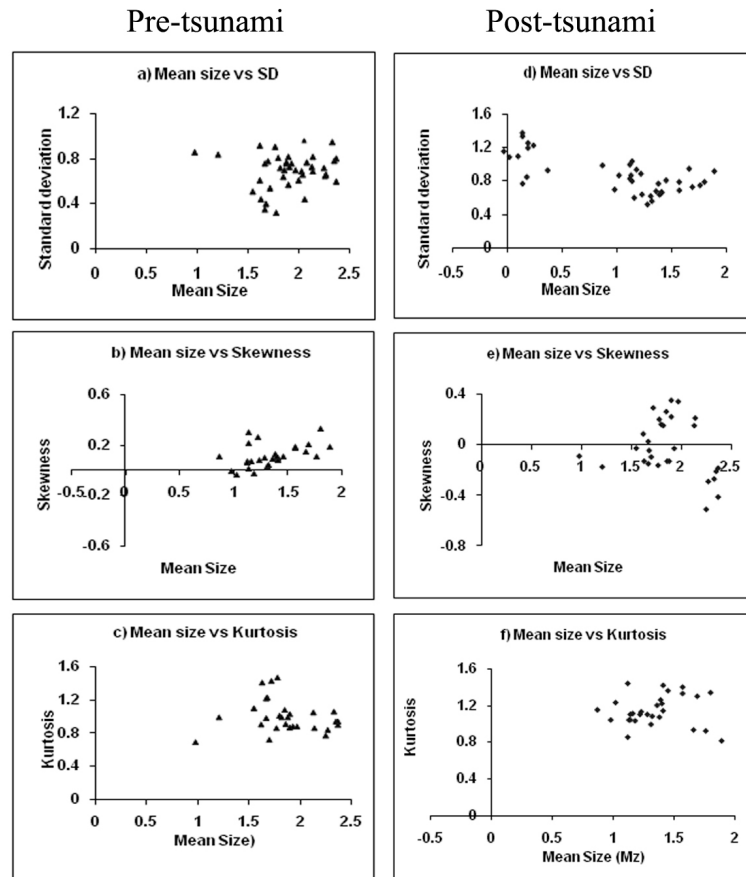 Pre-tsunami
Post-tsunami
a) Mean size vs SD
Standard deviation
1.2
0.8
0.4
0
0 0.5 1 1.5 2 2.5
Mean Size
d) Mean size vs SD
Standard deviation
1.6
1.2
0.8
0.4
0
-0.5 0 0.5 1 1.5 2
Mean Size
b) Mean size vs Skewness
Skewness
0.6
0.2
-0.5 0 0.5 1 1.5 2
-0.2
-0.6
Mean Size
e) Mean size vs Skewness
Skewness
0.4
0
0 0.5 1 1.5 2 2.5
-0.4
-0.8
Mean Size
c) Mean size vs Kurtosis
Kurtosis
1.6
1.2
0.8
0.4
0
0 0.5 1 1.5 2 2.5
Mean Size)
f) Mean size vs Kurtosis
Kurtosis
1.6
1.2
0.8
0.4
0
-0.5 0 0.5 1 1.5 2
Mean Size (Mz)